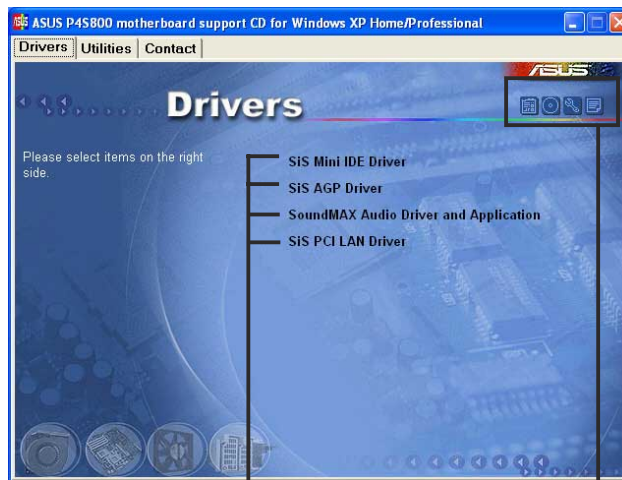 ASUS P4S800 motherboard support CD for Windows XP Home/Professional
Drivers Utilities Contact
ASUS
Drivers
Please select items on the right
side.
SiS Mini IDE Driver
SiS AGP Driver
SoundMAX Audio Driver and Application
SiS PCI LAN Driver